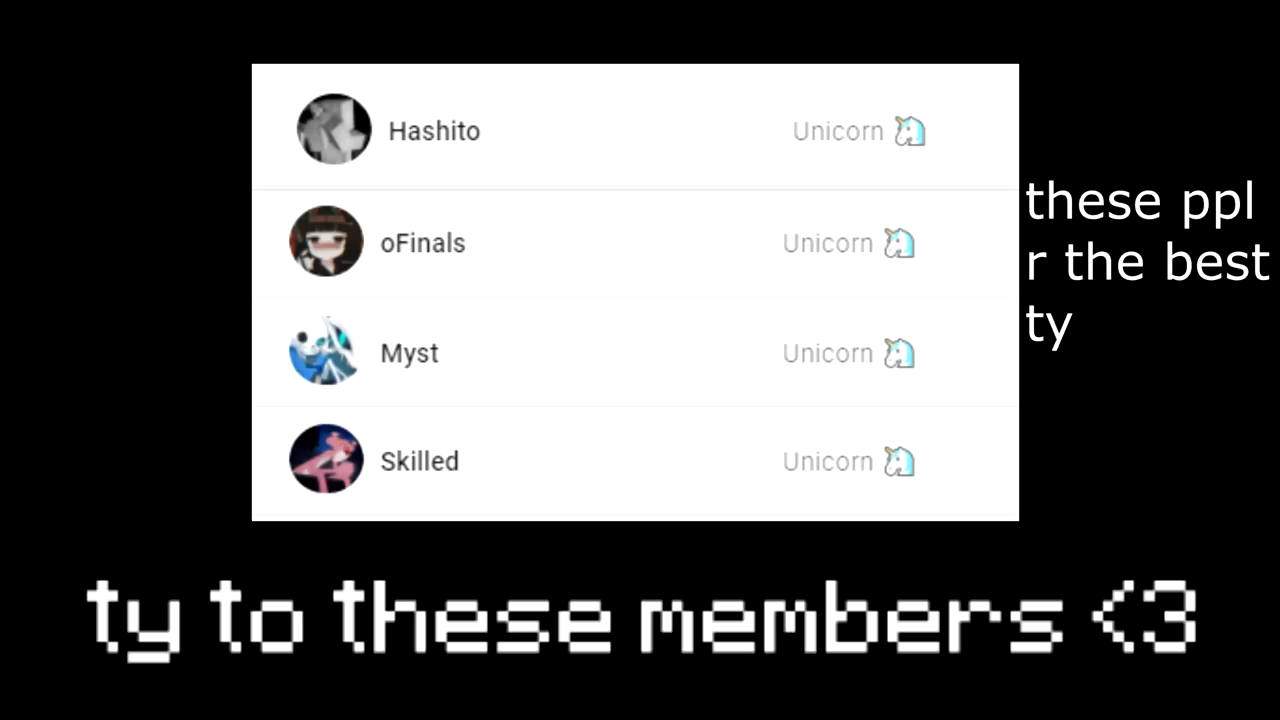 Hashito Unicorn 🦄
oFinals Unicorn 🦄
Myst Unicorn 🦄
Skilled Unicorn 🦄
these ppl
r the best
ty
ty to these members <3